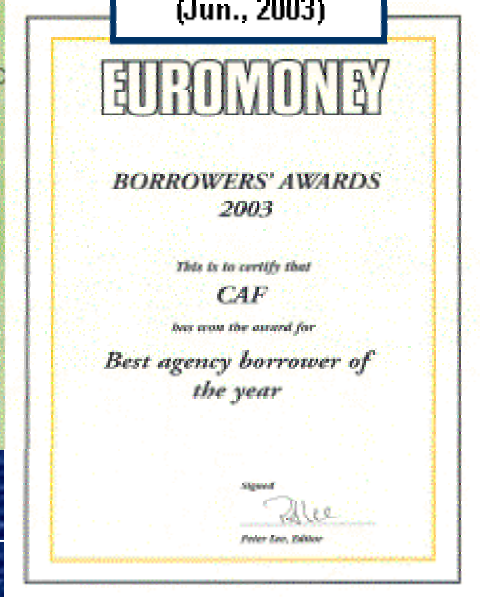 (Jun., 2003)
EUROMONEY
BORROWERS' AWARDS
2003
This is to certify that
CAF
has won the award for
Best agency borrower of
the year
Signed
Peter Lee, Editor